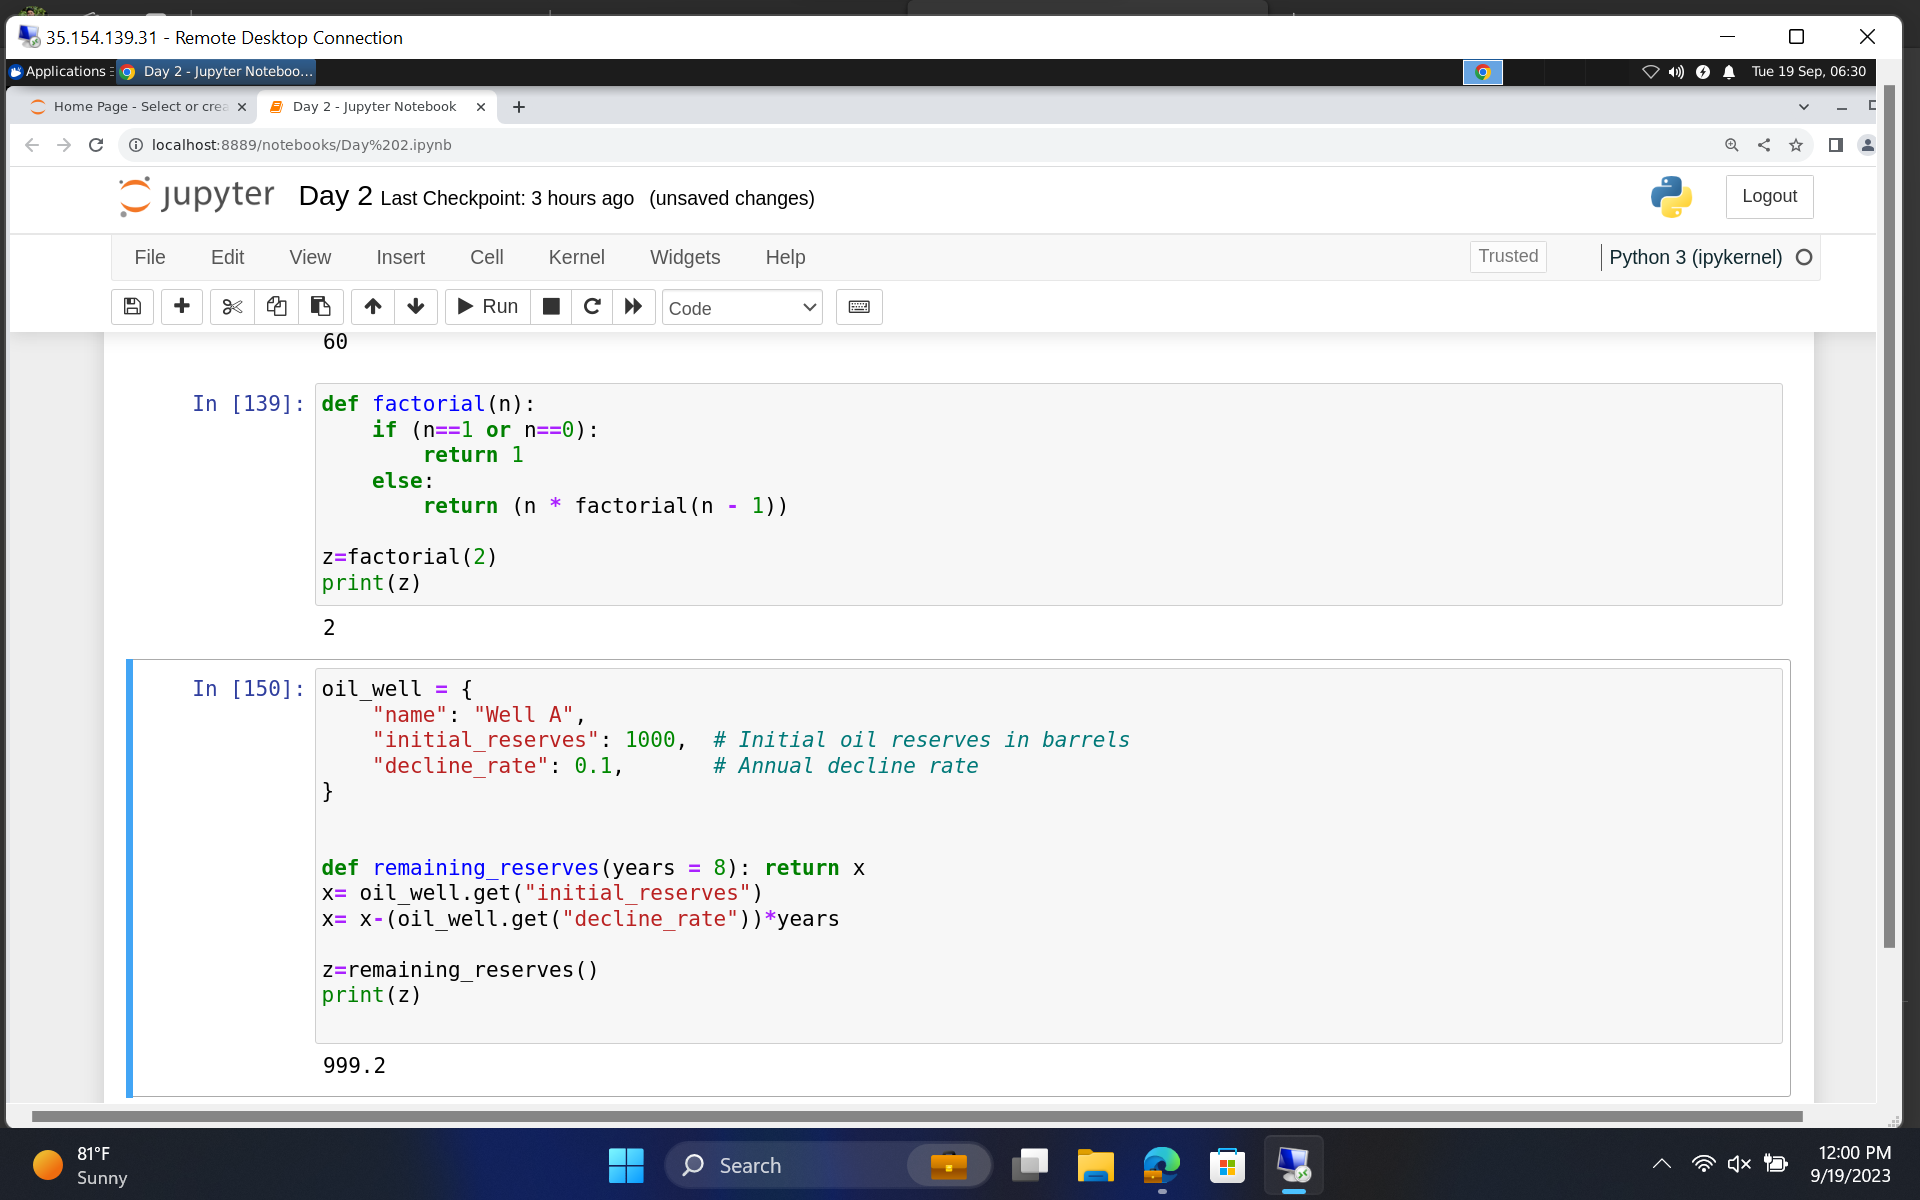 35.154.139.31 - Remote Desktop Connection
Applications
Day 2 - Jupyter Noteboo...
Tue 19 Sep, 06:30
Home Page - Select or crea
Day 2 - Jupyter Notebook
localhost:8889/notebooks/Day%202.ipynb
jupyter Day 2 Last Checkpoint: 3 hours ago (unsaved changes)
Logout
File Edit View Insert Cell Kernel Widgets Help
Trusted
Python 3 (ipykernel)
Run
Code
60
In [139]:
def factorial(n):
    if (n==1 or n==0):
        return 1
    else:
        return (n * factorial(n - 1))
z=factorial(2)
print(z)
2
In [150]:
oil_well = {
    "name": "Well A",
    "initial_reserves": 1000,  # Initial oil reserves in barrels
    "decline_rate": 0.1,       # Annual decline rate
}
def remaining_reserves(years = 8): return x
x= oil_well.get("initial_reserves")
x= x-(oil_well.get("decline_rate"))*years
z=remaining_reserves()
print(z)
999.2
81°F
Sunny
Search
12:00 PM
9/19/2023